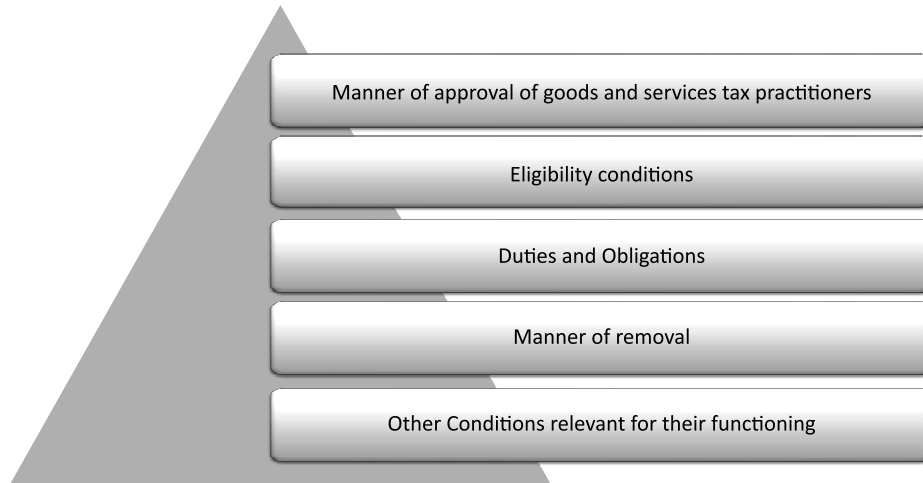 Manner of approval of goods and services tax practitioners
Eligibility conditions
Duties and Obligations
Manner of removal
Other Conditions relevant for their functioning